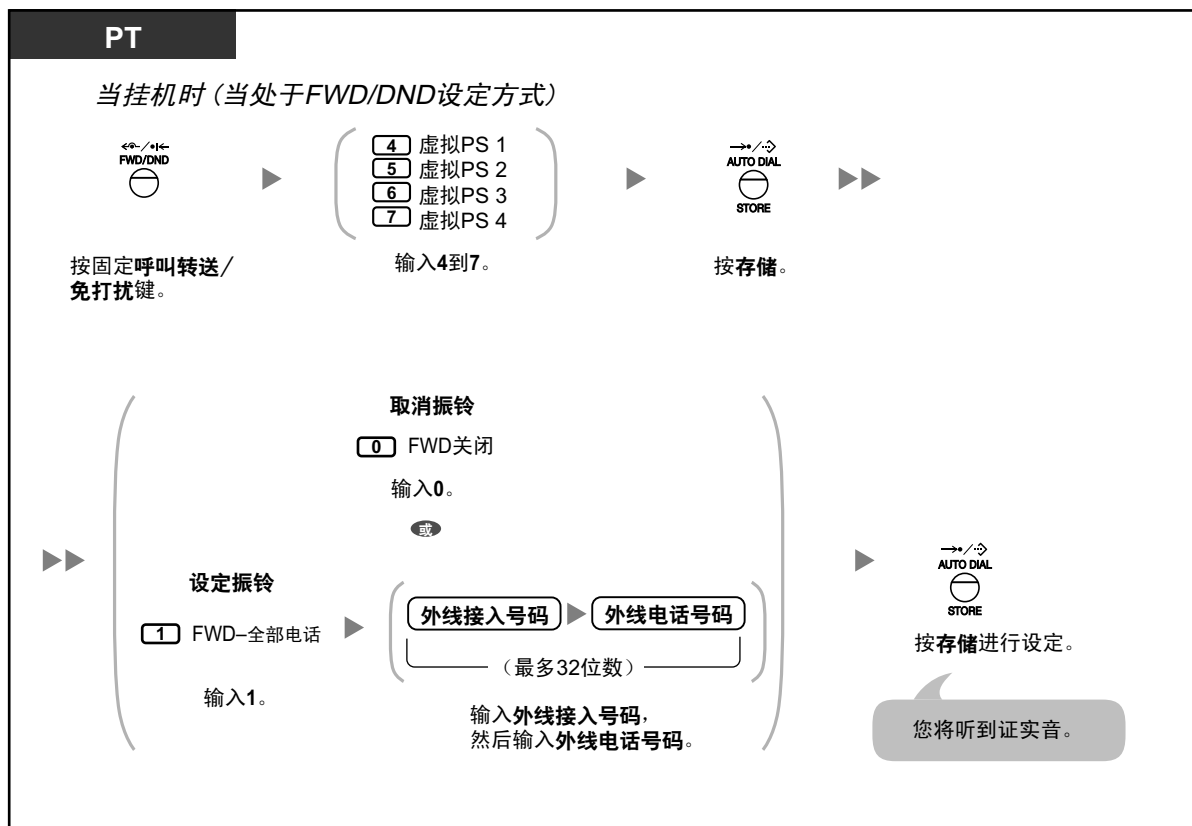 PT
当挂机时（当处于FWD/DND设定方式）
FWD/DND
按固定呼叫转送/
免打扰键。
4 虚拟PS 1
5 虚拟PS 2
6 虚拟PS 3
7 虚拟PS 4
输入4到7。
AUTO DIAL
STORE
按存储。
取消振铃
0 FWD关闭
输入0。
或
设定振铃
1 FWD–全部电话
输入1。
外线接入号码 外线电话号码
（最多32位数）
输入外线接入号码，
然后输入外线电话号码。
AUTO DIAL
STORE
按存储进行设定。
您将听到证实音。